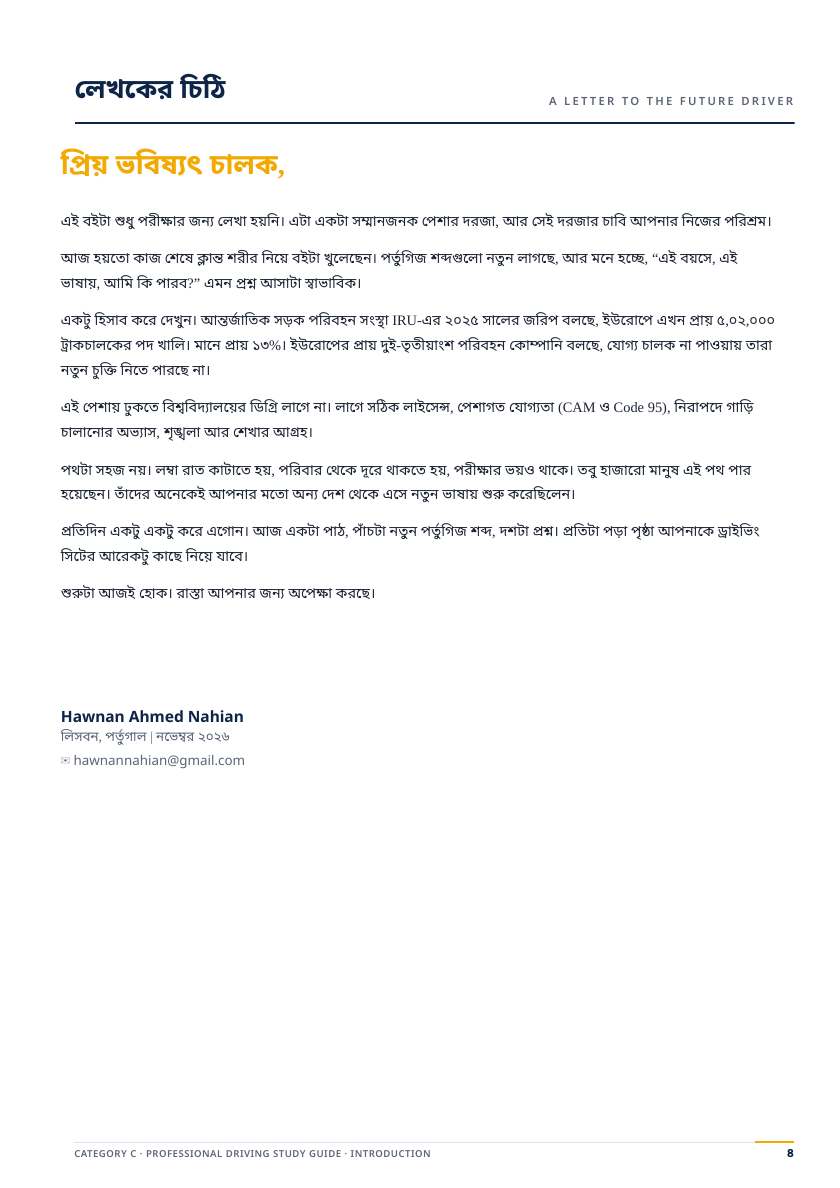 লেখকের চিঠি
A LETTER TO THE FUTURE DRIVER
প্রিয় ভবিষ্যৎ চালক,
এই বইটা শুধু পরীক্ষার জন্য লেখা হয়নি। এটা একটা সম্মানজনক পেশার দরজা, আর সেই দরজার চাবি আপনার নিজের পরিশ্রম।
আজ হয়তো কাজ শেষে ক্লান্ত শরীর নিয়ে বইটা খুলেছেন। পর্তুগিজ শব্দগুলো নতুন লাগছে, আর মনে হচ্ছে, “এই বয়সে, এই
ভাষায়, আমি কি পারব?” এমন প্রশ্ন আসাটা স্বাভাবিক।
একটু হিসাব করে দেখুন। আন্তর্জাতিক সড়ক পরিবহন সংস্থা IRU-এর ২০২৫ সালের জরিপ বলছে, ইউরোপে এখন প্রায় ৫,০২,০০০
ট্রাকচালকের পদ খালি। মানে প্রায় ১৩%। ইউরোপের প্রায় দুই-তৃতীয়াংশ পরিবহন কোম্পানি বলছে, যোগ্য চালক না পাওয়ায় তারা
নতুন চুক্তি নিতে পারছে না।
এই পেশায় ঢুকতে বিশ্ববিদ্যালয়ের ডিগ্রি লাগে না। লাগে সঠিক লাইসেন্স, পেশাগত যোগ্যতা (CAM ও Code 95), নিরাপদে গাড়ি
চালানোর অভ্যাস, শৃঙ্খলা আর শেখার আগ্রহ।
পথটা সহজ নয়। লম্বা রাত কাটাতে হয়, পরিবার থেকে দূরে থাকতে হয়, পরীক্ষার ভয়ও থাকে। তবু হাজারো মানুষ এই পথ পার
হয়েছেন। তাঁদের অনেকেই আপনার মতো অন্য দেশ থেকে এসে নতুন ভাষায় শুরু করেছিলেন।
প্রতিদিন একটু একটু করে এগোন। আজ একটা পাঠ, পাঁচটা নতুন পর্তুগিজ শব্দ, দশটা প্রশ্ন। প্রতিটা পড়া পৃষ্ঠা আপনাকে ড্রাইভিং
সিটের আরেকটু কাছে নিয়ে যাবে।
শুরুটা আজই হোক। রাস্তা আপনার জন্য অপেক্ষা করছে।
Hawnan Ahmed Nahian
লিসবন, পর্তুগাল | নভেম্বর ২০২৬
✉ hawnannahian@gmail.com
CATEGORY C · PROFESSIONAL DRIVING STUDY GUIDE · INTRODUCTION
8